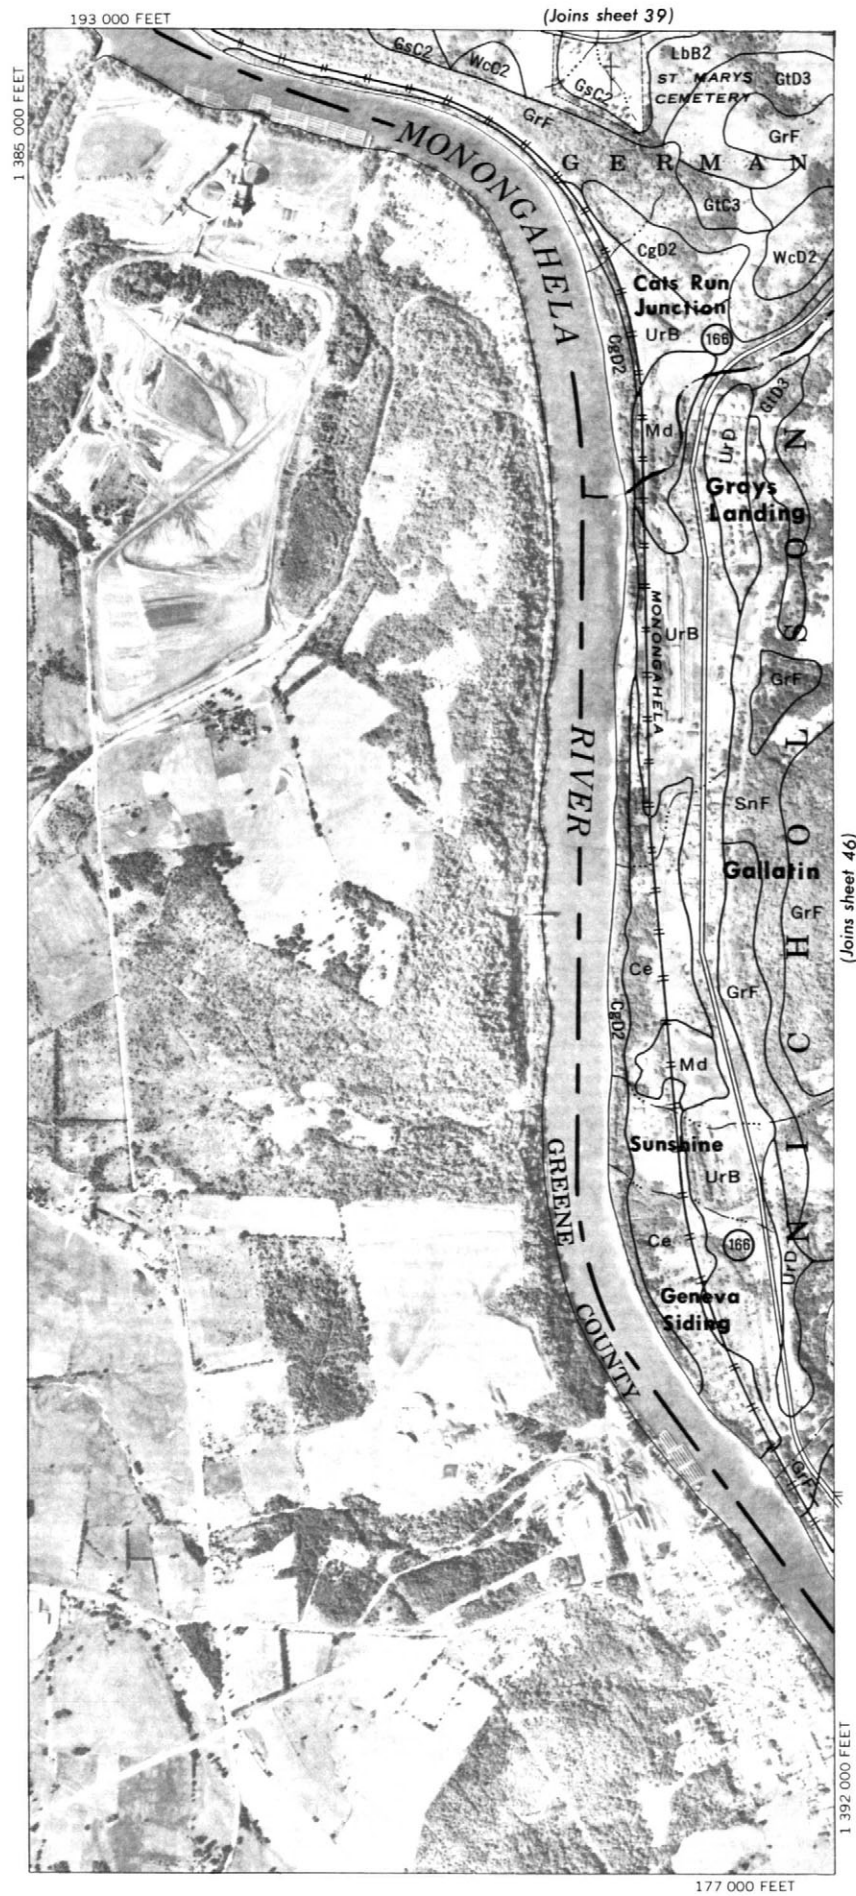 193 000 FEET
(Joins sheet 39)
1 385 000 FEET
GsC2
WcC2
GsC2
LbB2
ST MARYS
CEMETERY
GtD3
GrF
GrF
MONONGAHELA
GERMAN
GtC3
CgD2
WcD2
Cats Run
Junction
UrB
166
CgD2
GtD3
Md
UrD
Grays
Landing
NICHOLSON
MONONGAHELA
UrB
GrF
RIVER
SnF
Gallatin
(Joins sheet 46)
GrF
Ce
GrF
CgD2
Md
Sunshine
GREENE
UrB
Ce
166
UrD
Geneva
Siding
COUNTY
GrF
1 392 000 FEET
177 000 FEET